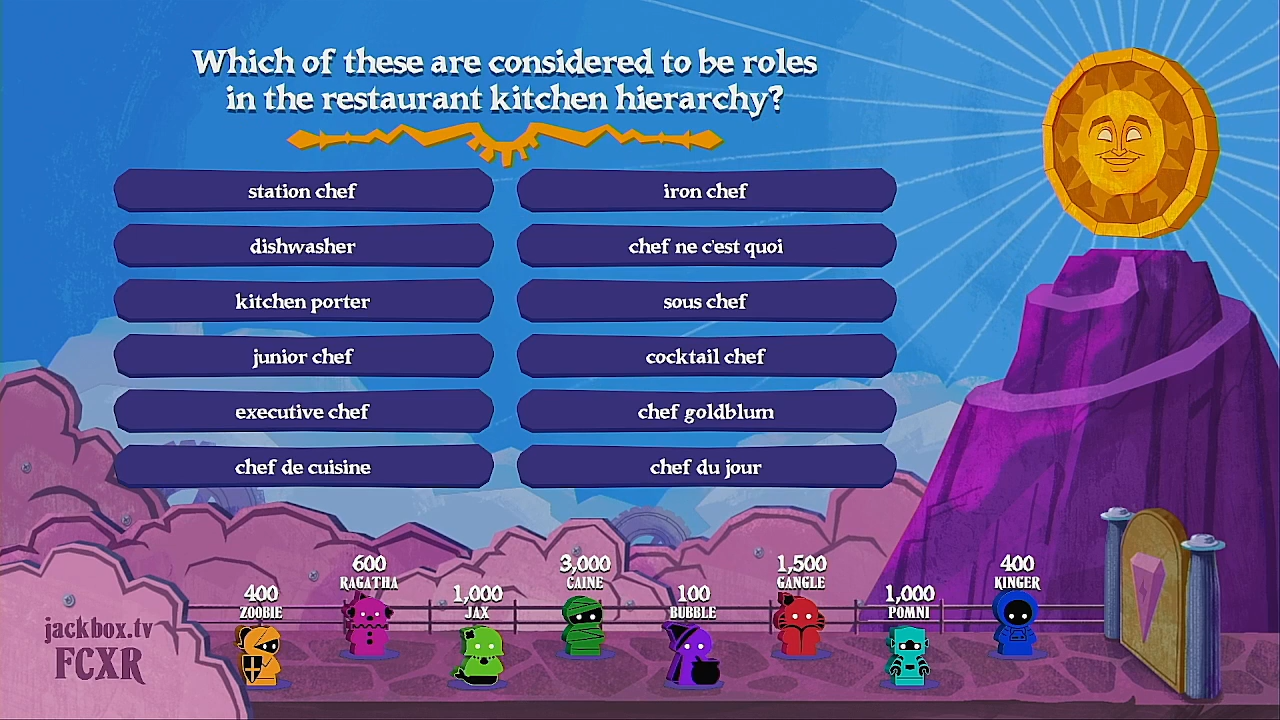 Which of these are considered to be roles
in the restaurant kitchen hierarchy?
station chef
iron chef
dishwasher
chef ne c'est quoi
kitchen porter
sous chef
junior chef
cocktail chef
executive chef
chef goldblum
chef de cuisine
chef du jour
400
ZOOBIE
600
RAGATHA
1,000
JAX
3,000
CAINE
100
BUBBLE
1,500
GANGLE
1,000
POMNI
400
KINGER
jackbox.tv
FCXR